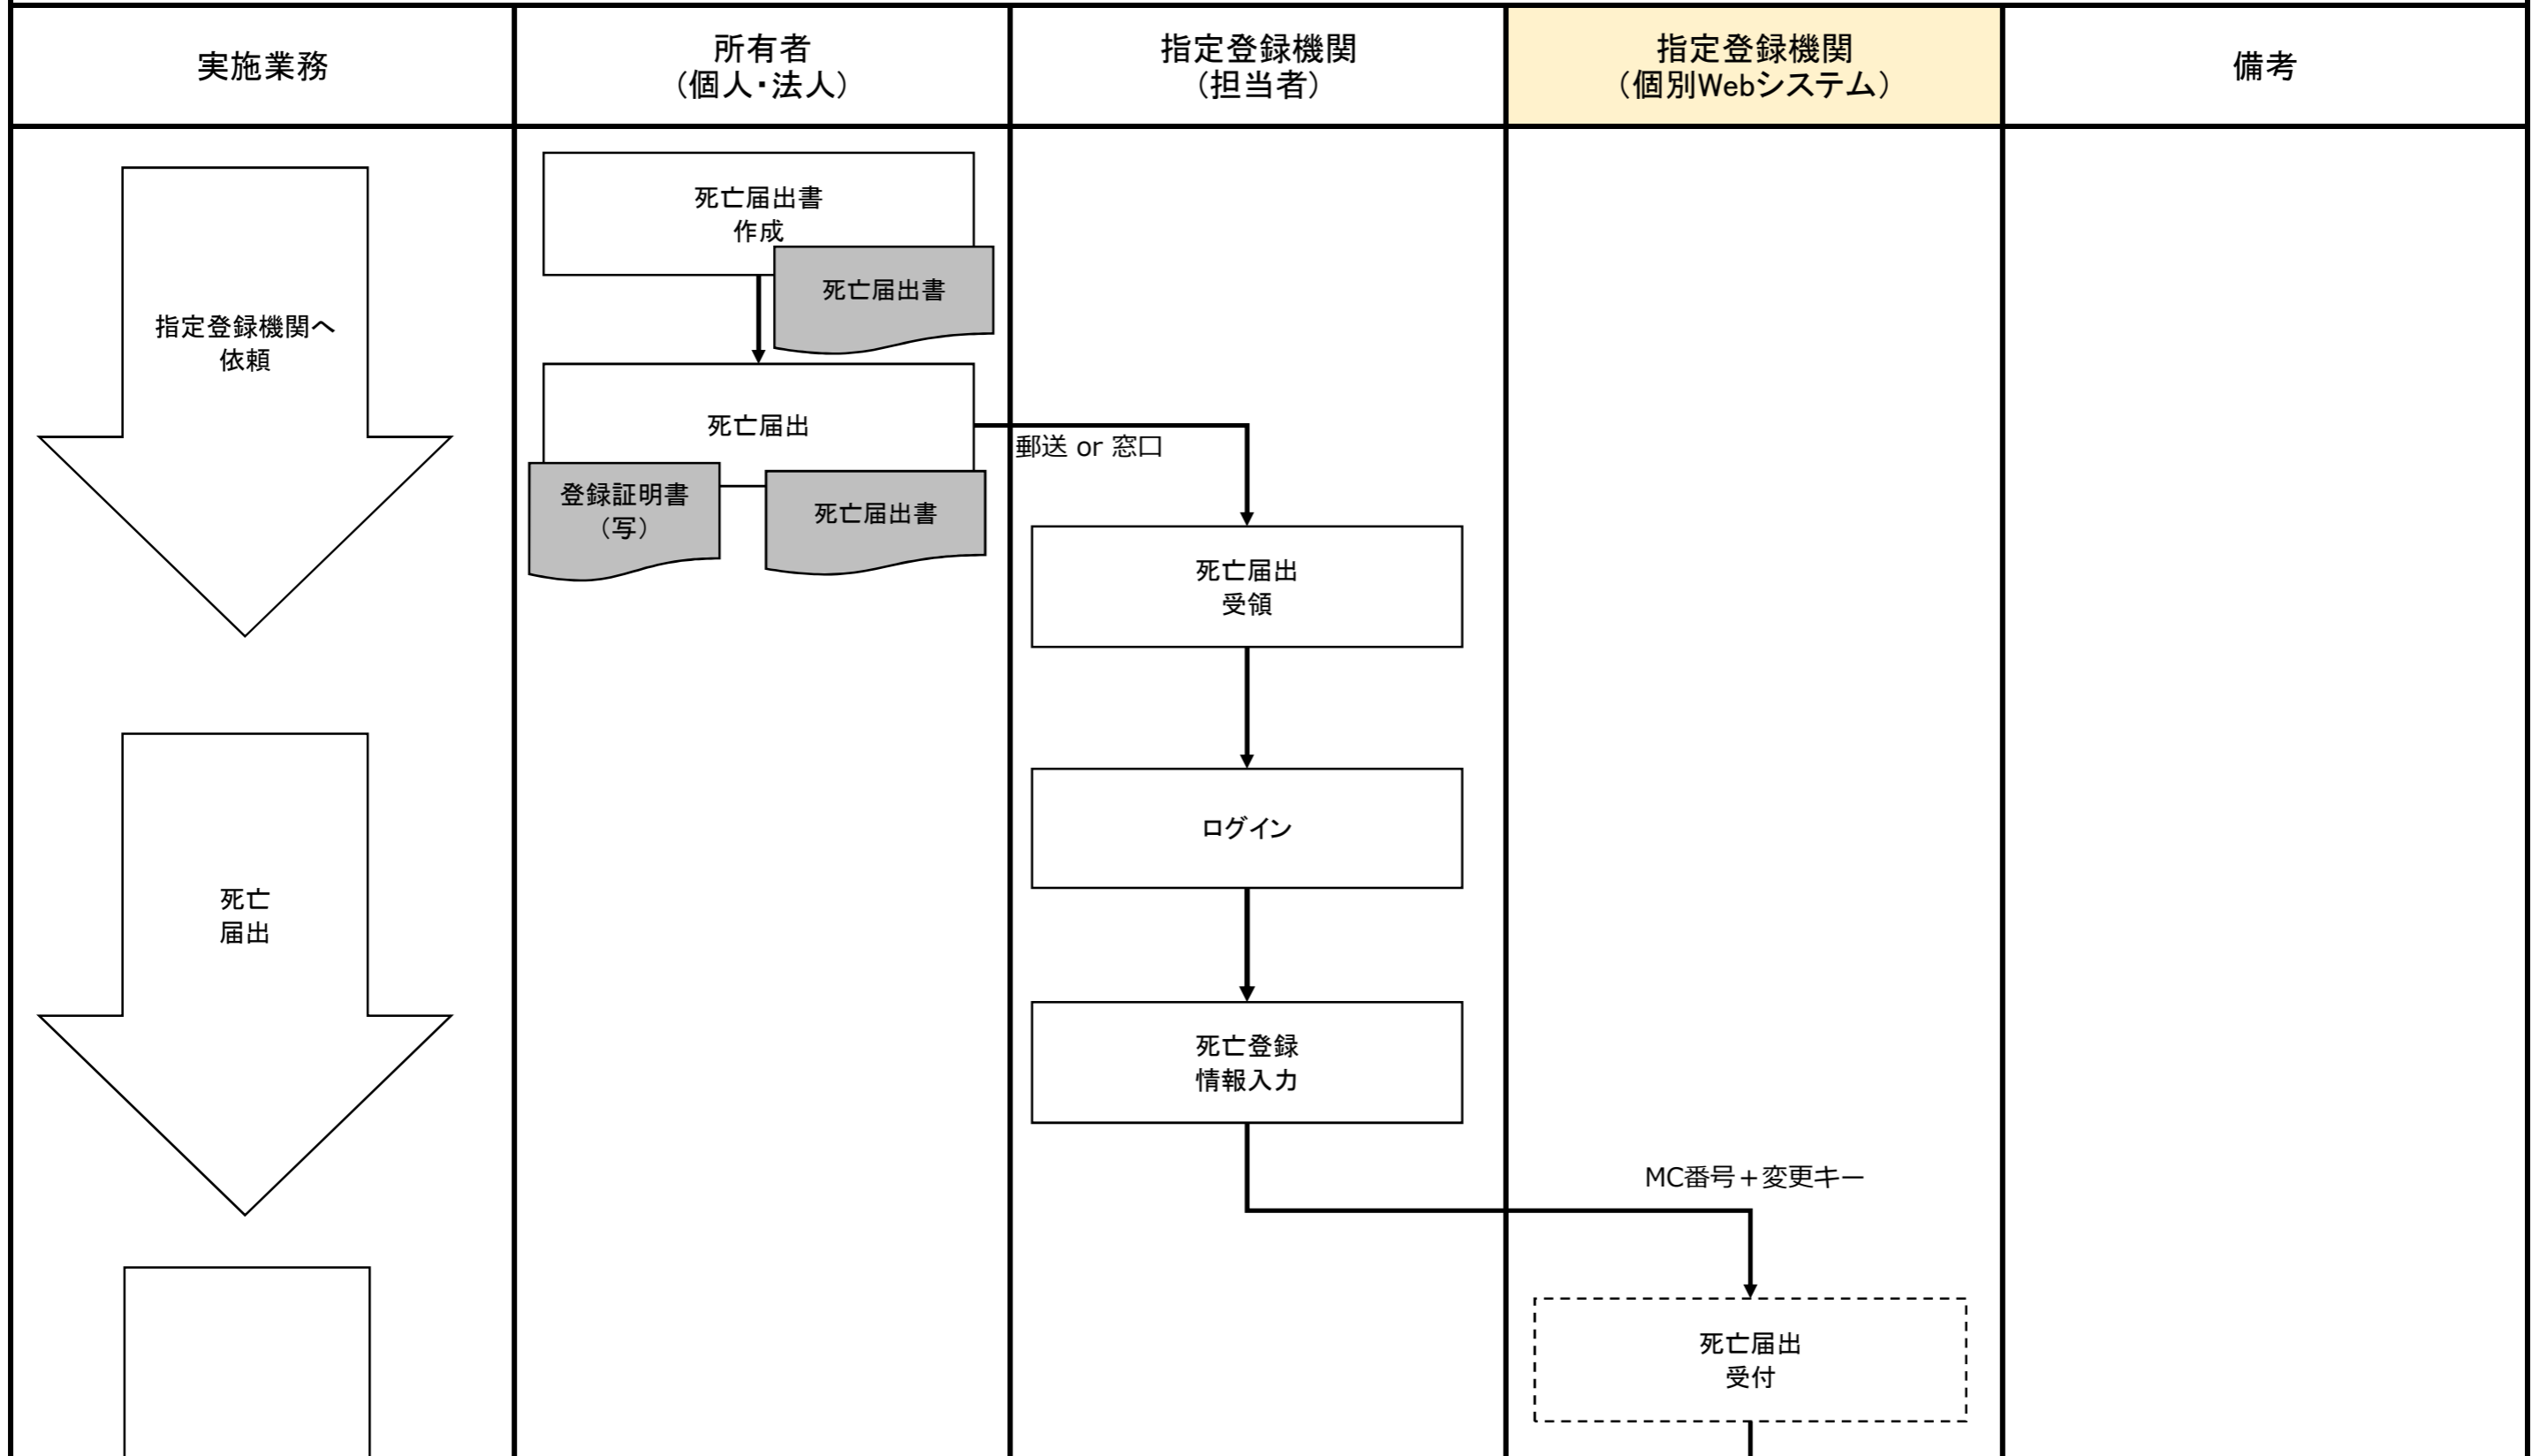 実施業務
所有者
（個人・法人）
指定登録機関
（担当者）
指定登録機関
（個別Webシステム）
備考
指定登録機関へ
依頼
死亡届出書
作成
死亡届出書
死亡届出
登録証明書
（写）
死亡届出書
郵送 or 窓口
死亡届出
受領
死亡
届出
ログイン
死亡登録
情報入力
MC番号＋変更キー
死亡届出
受付